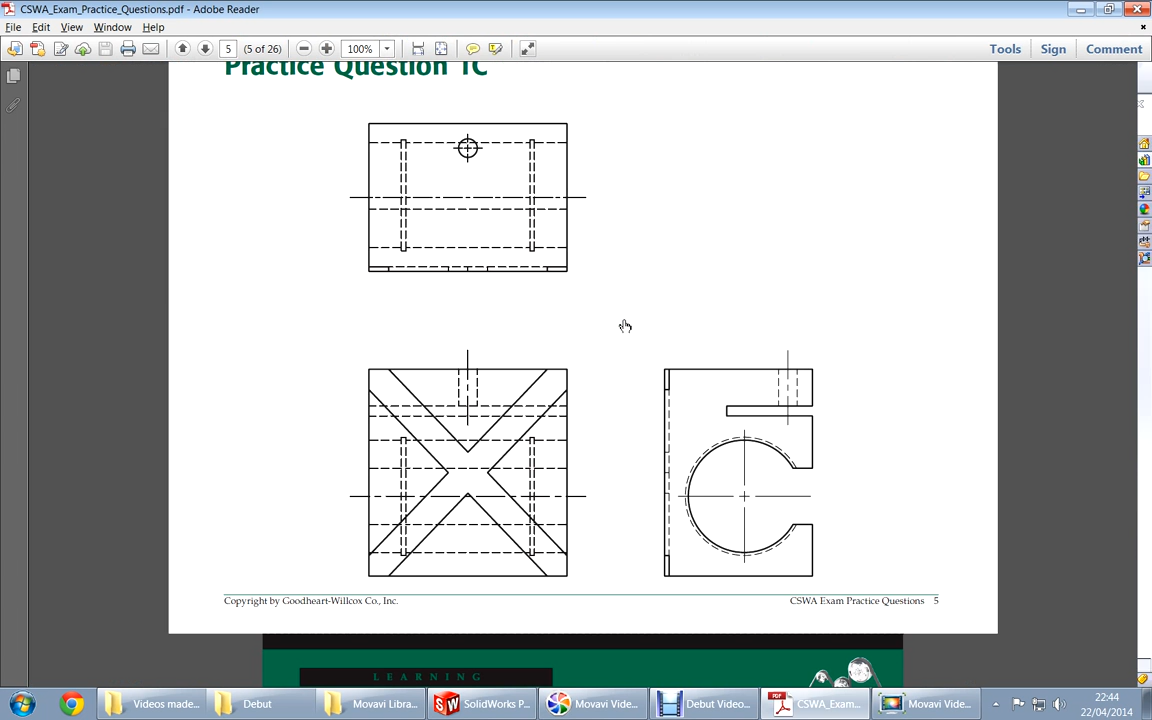 CSWA_Exam_Practice_Questions.pdf - Adobe Reader
File Edit View Window Help
5 (5 of 26) 100% Tools Sign Comment
Practice Question 1C
Copyright by Goodheart-Willcox Co., Inc. CSWA Exam Practice Questions 5
LEARNING
Videos made... Debut Movavi Libra... SolidWorks P... Movavi Vide... Debut Video... CSWA_Exam... Movavi Vide... 22:44
22/04/2014